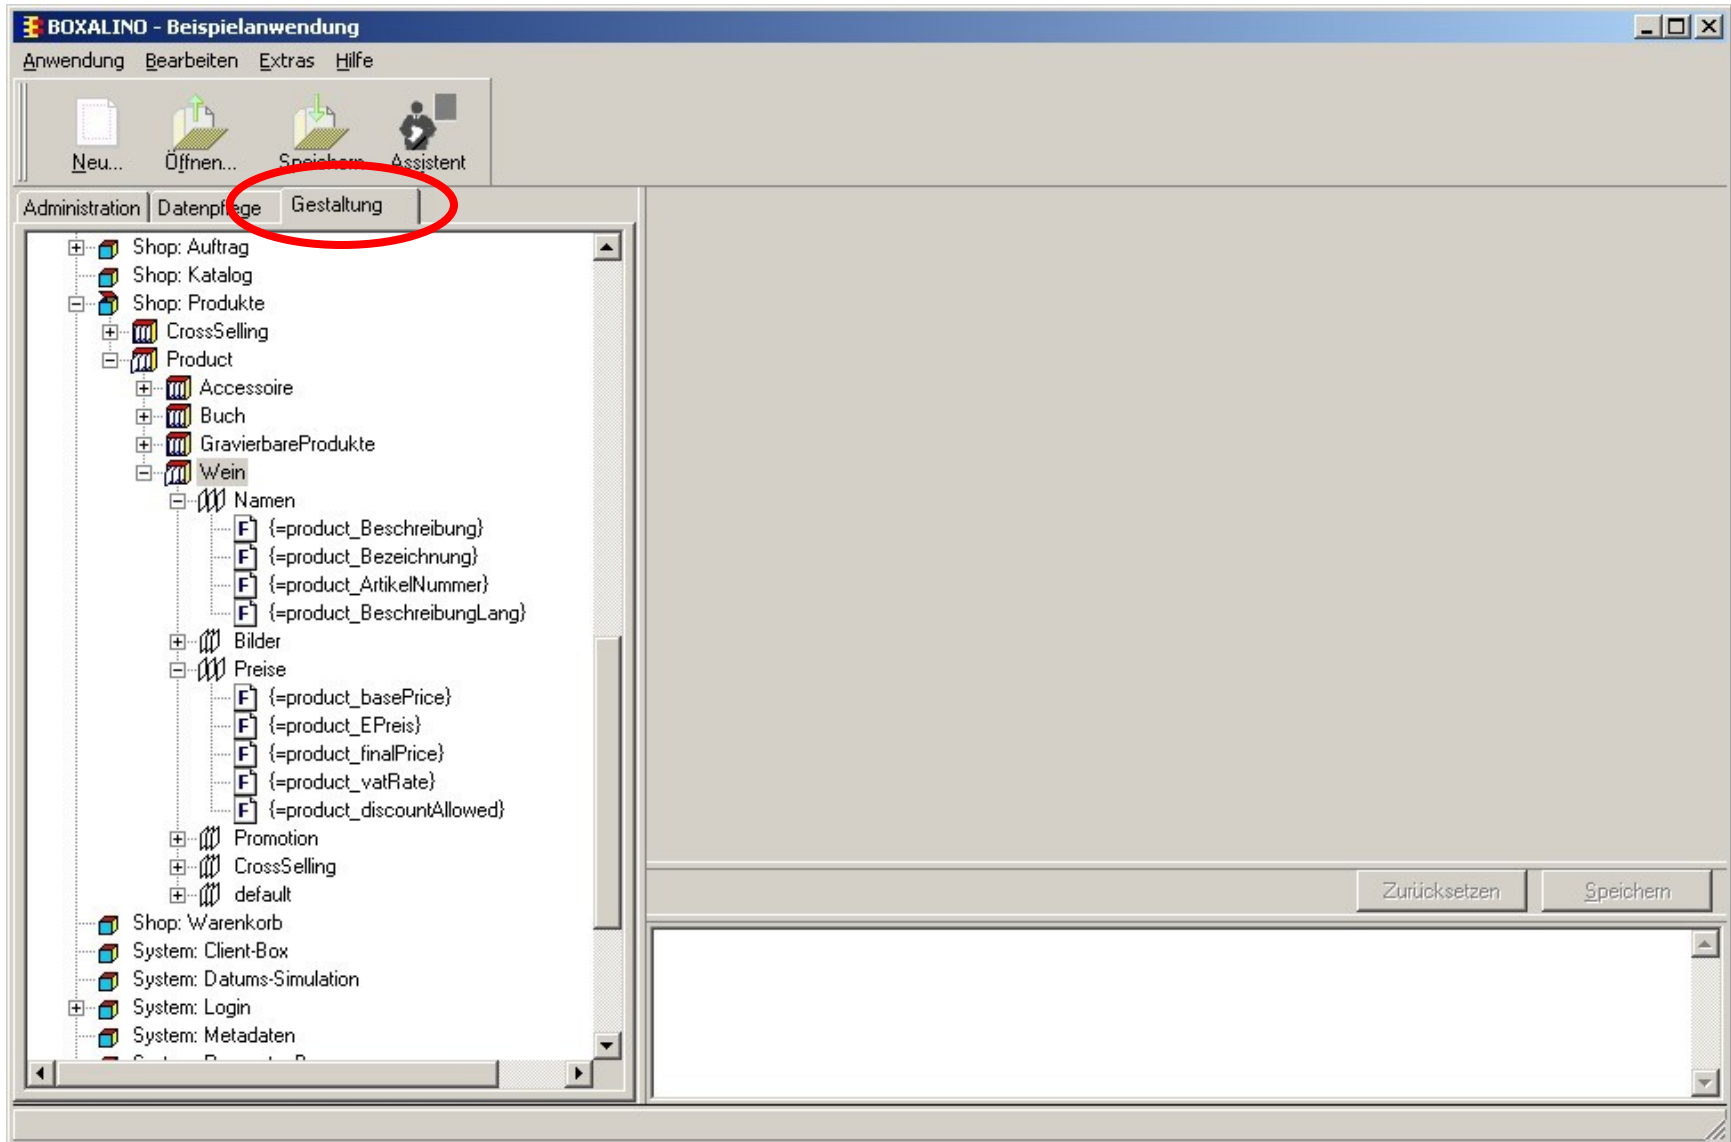 BOXALINO - Beispielanwendung
Anwendung Bearbeiten Extras Hilfe
Neu... Öffnen... Speichern Assistent
Administration Datenpflege Gestaltung
Shop: Auftrag
Shop: Katalog
Shop: Produkte
CrossSelling
Product
Accessoire
Buch
GravierbareProdukte
Wein
Namen
F {=product_Beschreibung}
F {=product_Bezeichnung}
F {=product_ArtikelNummer}
F {=product_BeschreibungLang}
Bilder
Preise
F {=product_basePrice}
F {=product_EPreis}
F {=product_finalPrice}
F {=product_vatRate}
F {=product_discountAllowed}
Promotion
CrossSelling
default
Shop: Warenkorb
System: Client-Box
System: Datums-Simulation
System: Login
System: Metadaten
Zurücksetzen Speichern